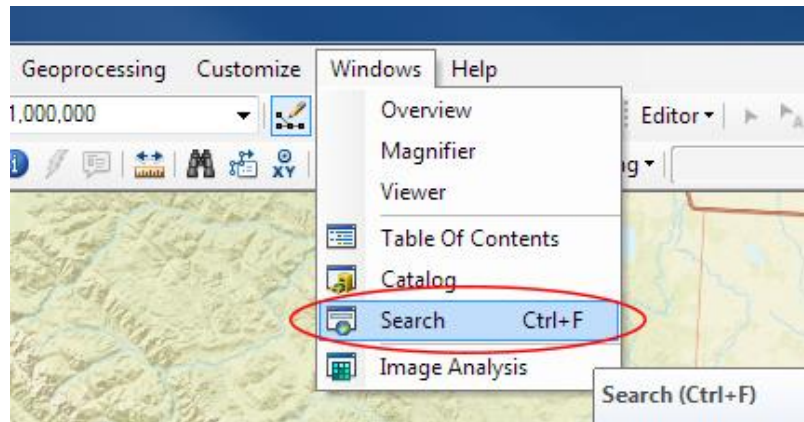 Geoprocessing Customize Windows Help
1,000,000 Editor
Overview
Magnifier
Viewer
Table Of Contents
Catalog
Search Ctrl+F
Image Analysis
Search (Ctrl+F)
XY